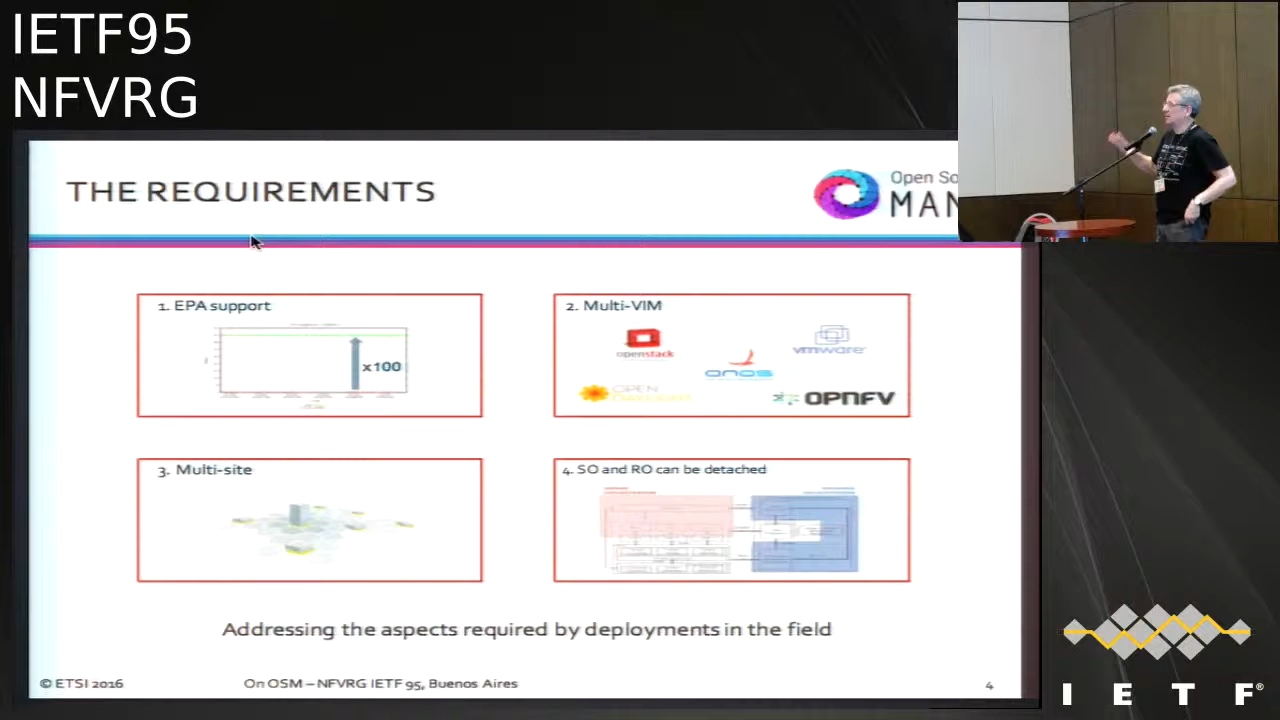 IETF95
NFVRG
THE REQUIREMENTS
Open So
MAN
1. EPA support
x100
2. Multi-VIM
openstack
vmware
onos
OPEN
OPNFV
3. Multi-site
4. SO and RO can be detached
Addressing the aspects required by deployments in the field
© ETSI 2016
On OSM – NFVRG IETF 95, Buenos Aires
4
I E T F®